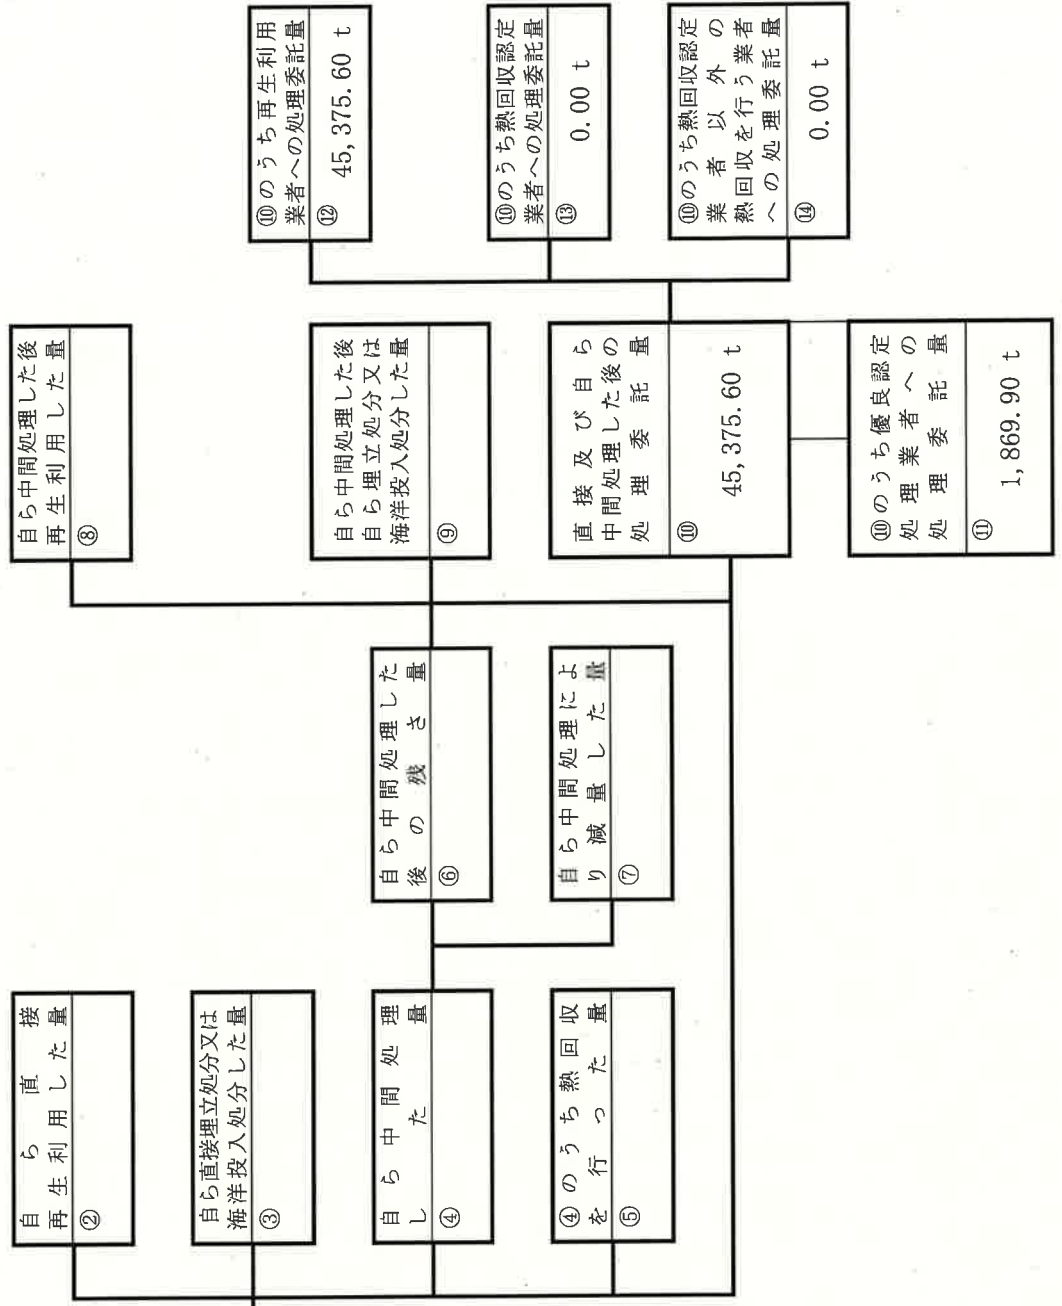 自ら直接
再生利用した量
②
自ら直接埋立処分又は
海洋投入処分した量
③
自ら中間処理
した量
④
④のうち熱回収
を行った量
⑤
自ら中間処理した
後の残さ量
⑥
自ら中間処理によ
り減量した量
⑦
自ら中間処理した後
再生利用した量
⑧
自ら中間処理した後
自ら埋立処分又は
海洋投入処分した量
⑨
直接及び自ら
中間処理した後の
処理委託量
⑩
45,375.60 t
⑩のうち優良認定
処理業者への
処理委託量
⑪
1,869.90 t
⑩のうち再生利用
業者への処理委託量
⑫
45,375.60 t
⑩のうち熱回収認定
業者への処理委託量
⑬
0.00 t
⑩のうち熱回収認定
業者以外の
熱回収を行う業者
への処理委託量
⑭
0.00 t